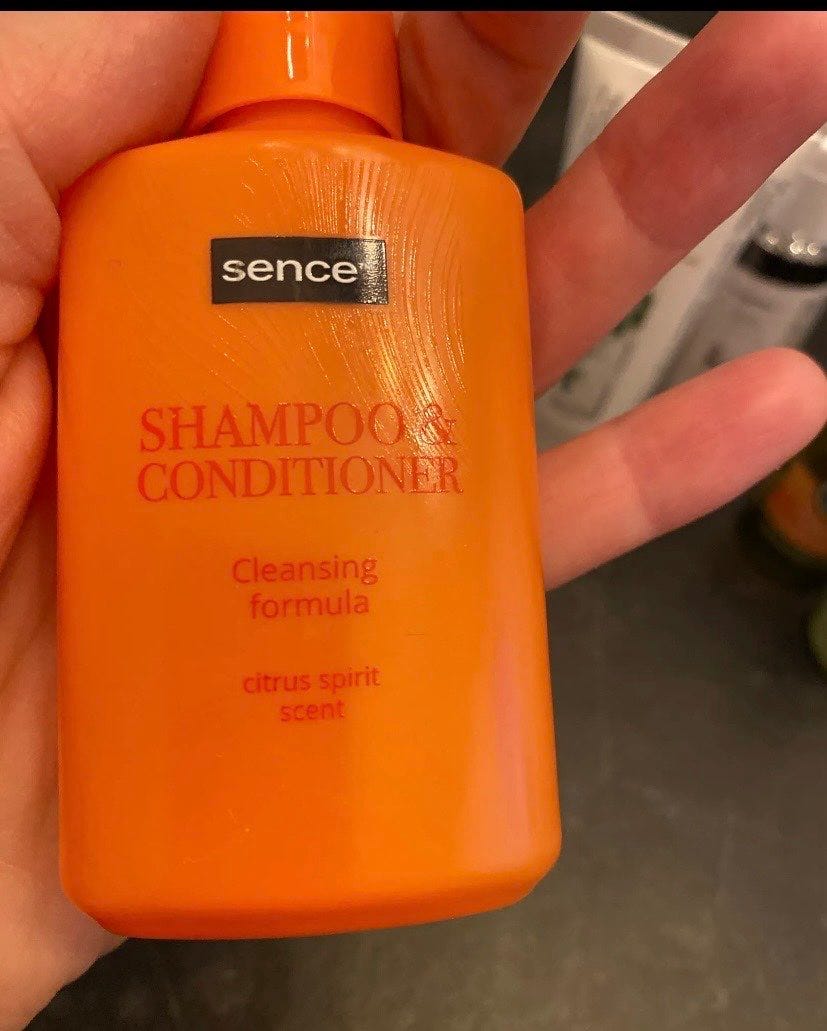 sence
SHAMPOO &
CONDITIONER
Cleansing
formula
citrus spirit
scent